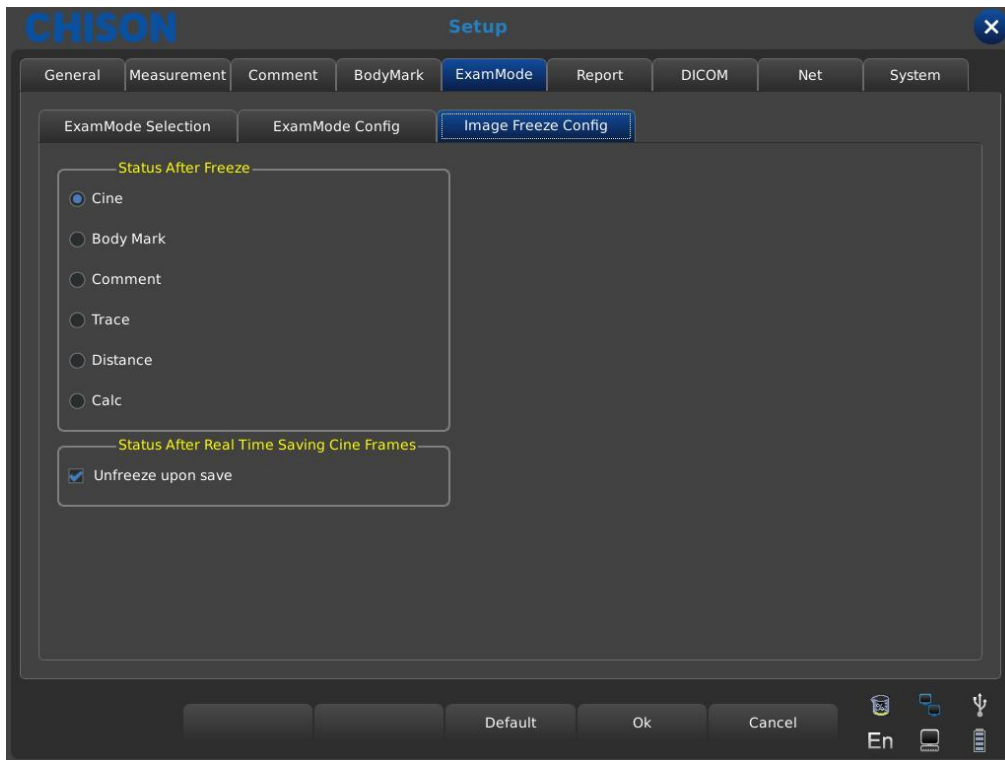 CHISON
Setup
General Measurement Comment BodyMark ExamMode Report DICOM Net System
ExamMode Selection ExamMode Config Image Freeze Config
Status After Freeze
Cine
Body Mark
Comment
Trace
Distance
Calc
Status After Real Time Saving Cine Frames
Unfreeze upon save
Default Ok Cancel
En